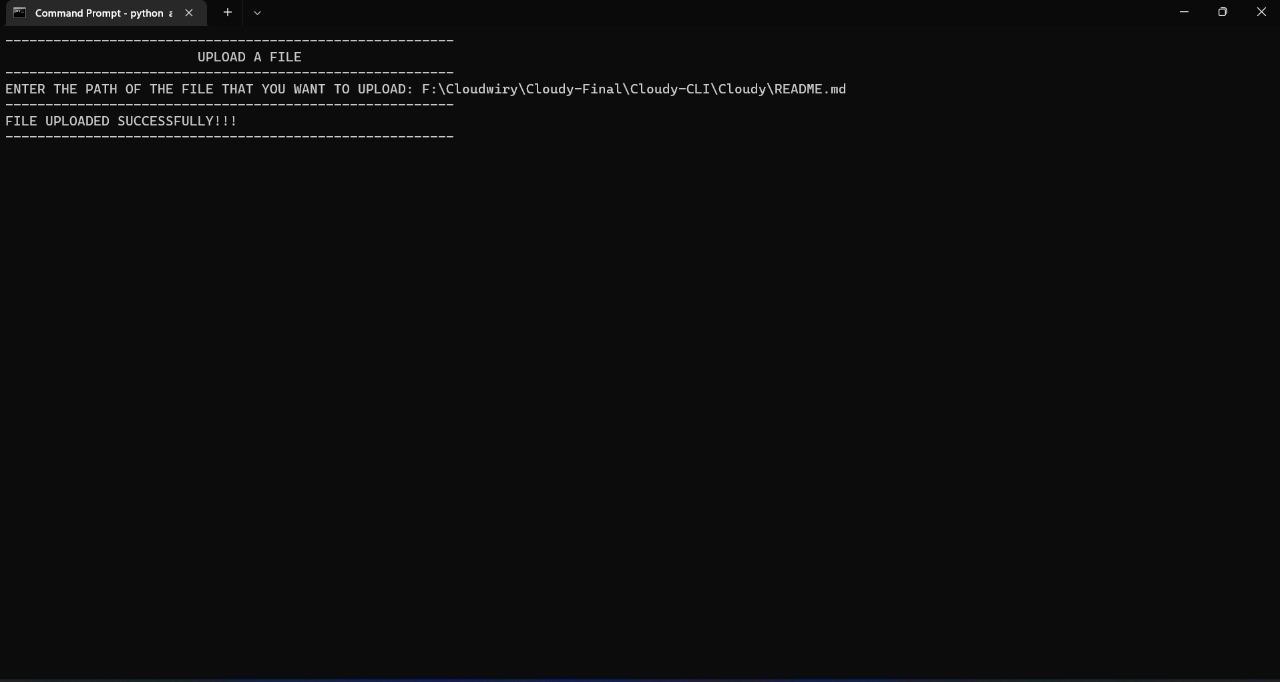 Command Prompt - python a
--------------------------------------------------------
UPLOAD A FILE
--------------------------------------------------------
ENTER THE PATH OF THE FILE THAT YOU WANT TO UPLOAD: F:\Cloudwiry\Cloudy-Final\Cloudy-CLI\Cloudy\README.md
--------------------------------------------------------
FILE UPLOADED SUCCESSFULLY!!!
--------------------------------------------------------